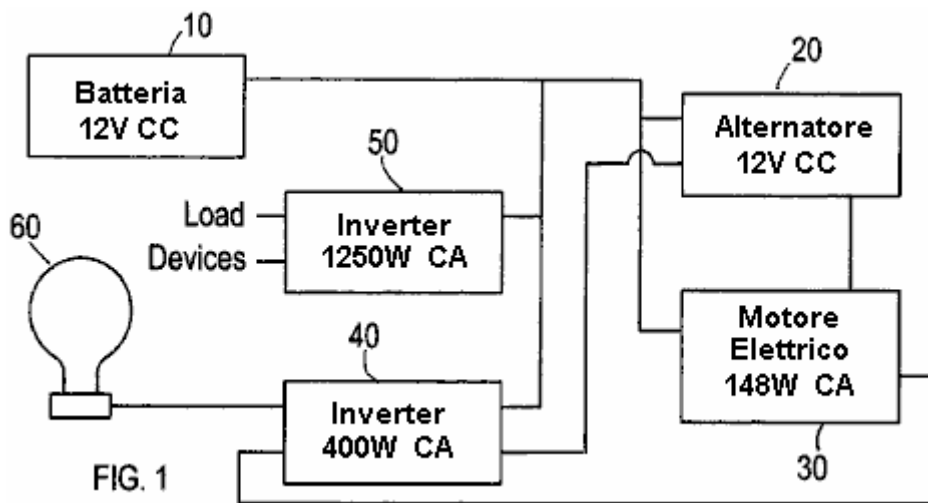 10
Batteria
12V CC
20
Alternatore
12V CC
50
Load
Devices
Inverter
1250W CA
60
40
Inverter
400W CA
Motore
Elettrico
148W CA
30
FIG. 1